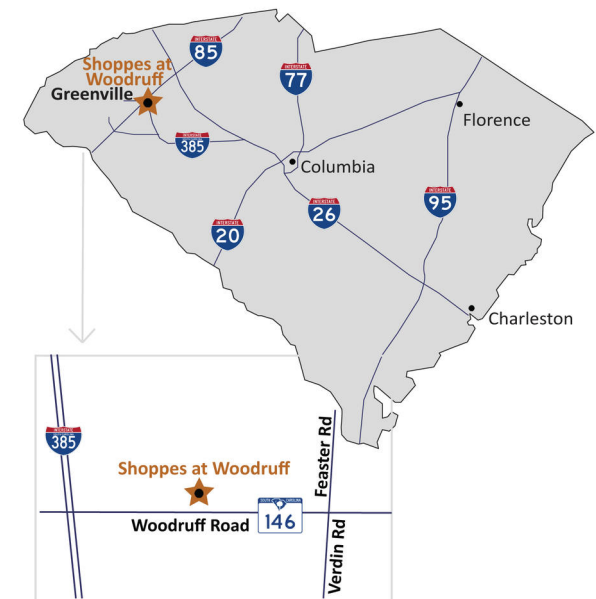 INTERSTATE
85
Shoppes at
Woodruff
INTERSTATE
77
Greenville
Florence
INTERSTATE
385
Columbia
INTERSTATE
95
INTERSTATE
26
INTERSTATE
20
Charleston
INTERSTATE
385
Feaster Rd
Shoppes at Woodruff
SOUTH CAROLINA
146
Woodruff Road
Verdin Rd